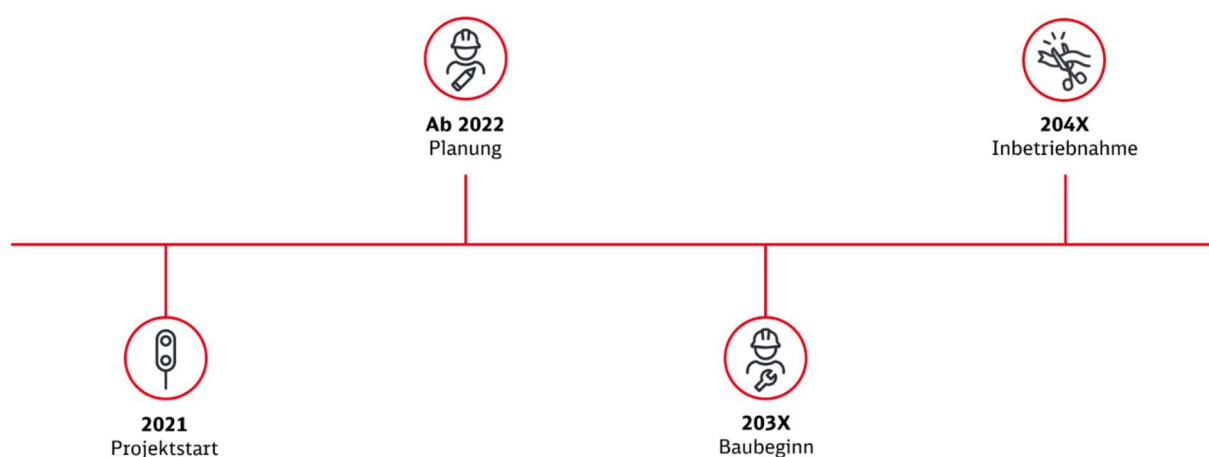 Ab 2022
Planung
204X
Inbetriebnahme
2021
Projektstart
203X
Baubeginn